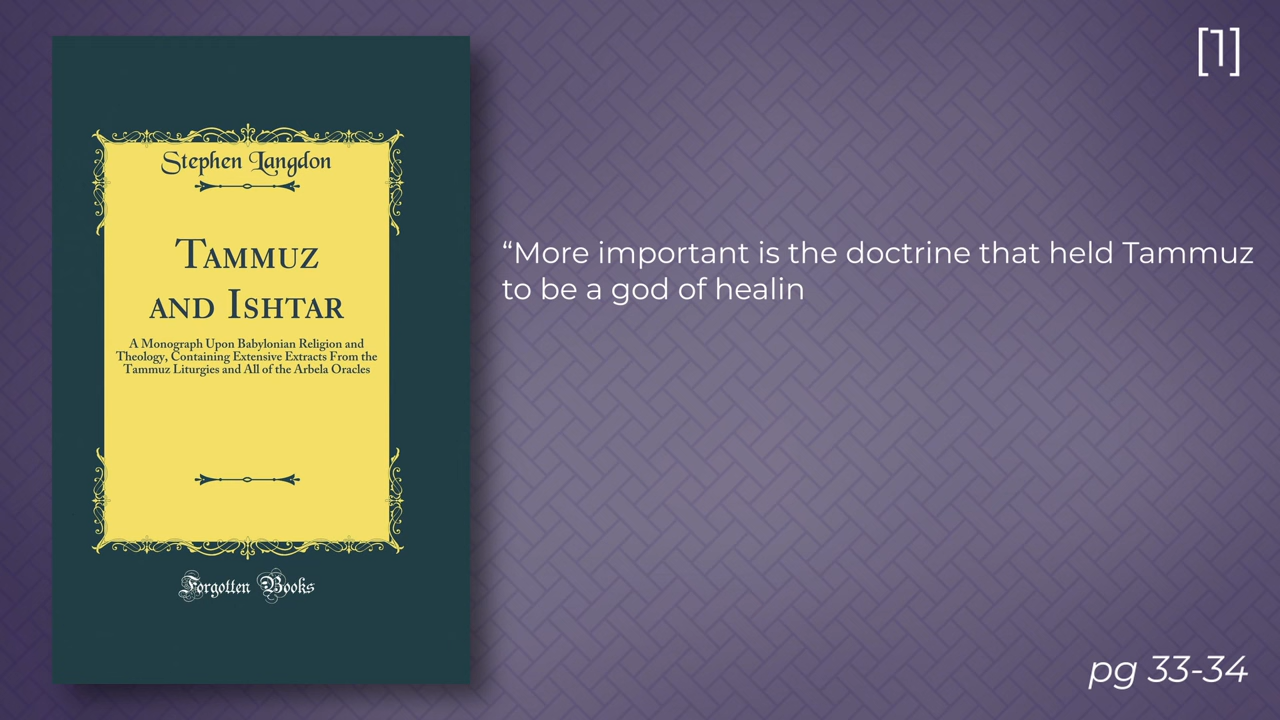 Stephen Langdon
Tammuz
and Ishtar
A Monograph Upon Babylonian Religion and
Theology, Containing Extensive Extracts From the
Tammuz Liturgies and All of the Arbela Oracles
Forgotten Books
[1]
“More important is the doctrine that held Tammuz
to be a god of healin
pg 33-34